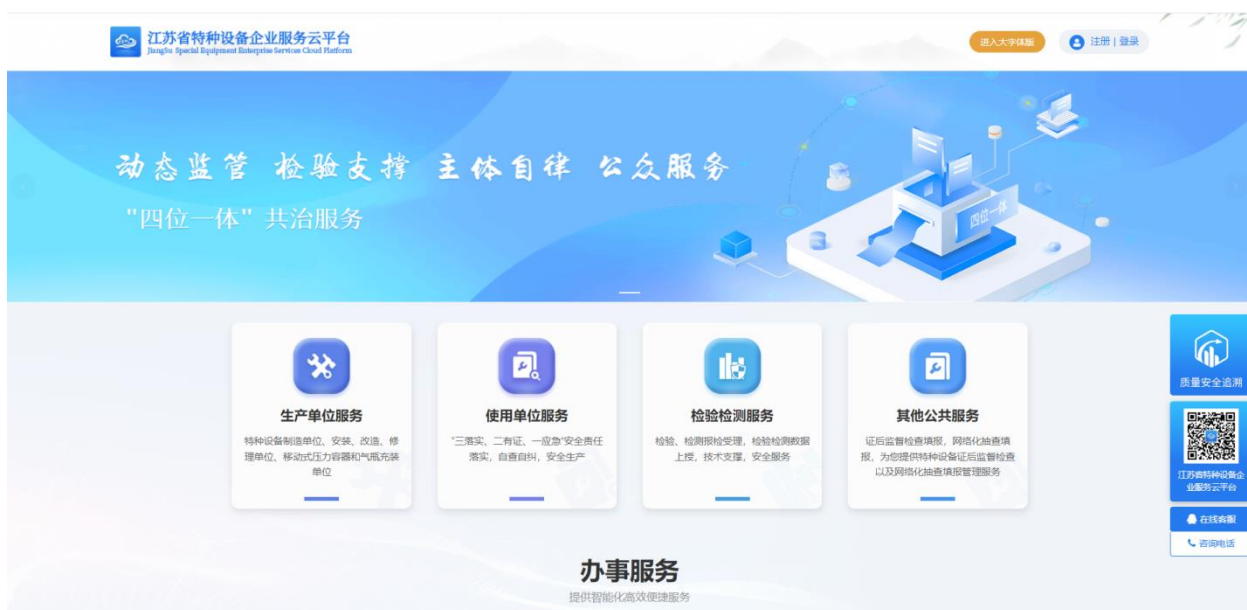 江苏省特种设备企业服务云平台
JiangSu Special Equipment Enterprise Services Cloud Platform
进入大字体版
注册 | 登录
动态监管 检验支撑 主体自律 公众服务
"四位一体" 共治服务
四位一体
生产单位服务
特种设备制造单位、安装、改造、修
理单位、移动式压力容器和气瓶充装
单位
使用单位服务
"三落实、二有证、一应急"安全责任
落实，自查自纠，安全生产
检验检测服务
检验、检测报检受理，检验检测数据
上授，技术支撑，安全服务
其他公共服务
证后监督检查填报，网络化抽查填
报，为您提供特种设备证后监督检查
以及网络化抽查填报管理服务
质量安全追溯
江苏省特种设备企
业服务云平台
在线客服
咨询电话
办事服务
提供智能化高效便捷服务